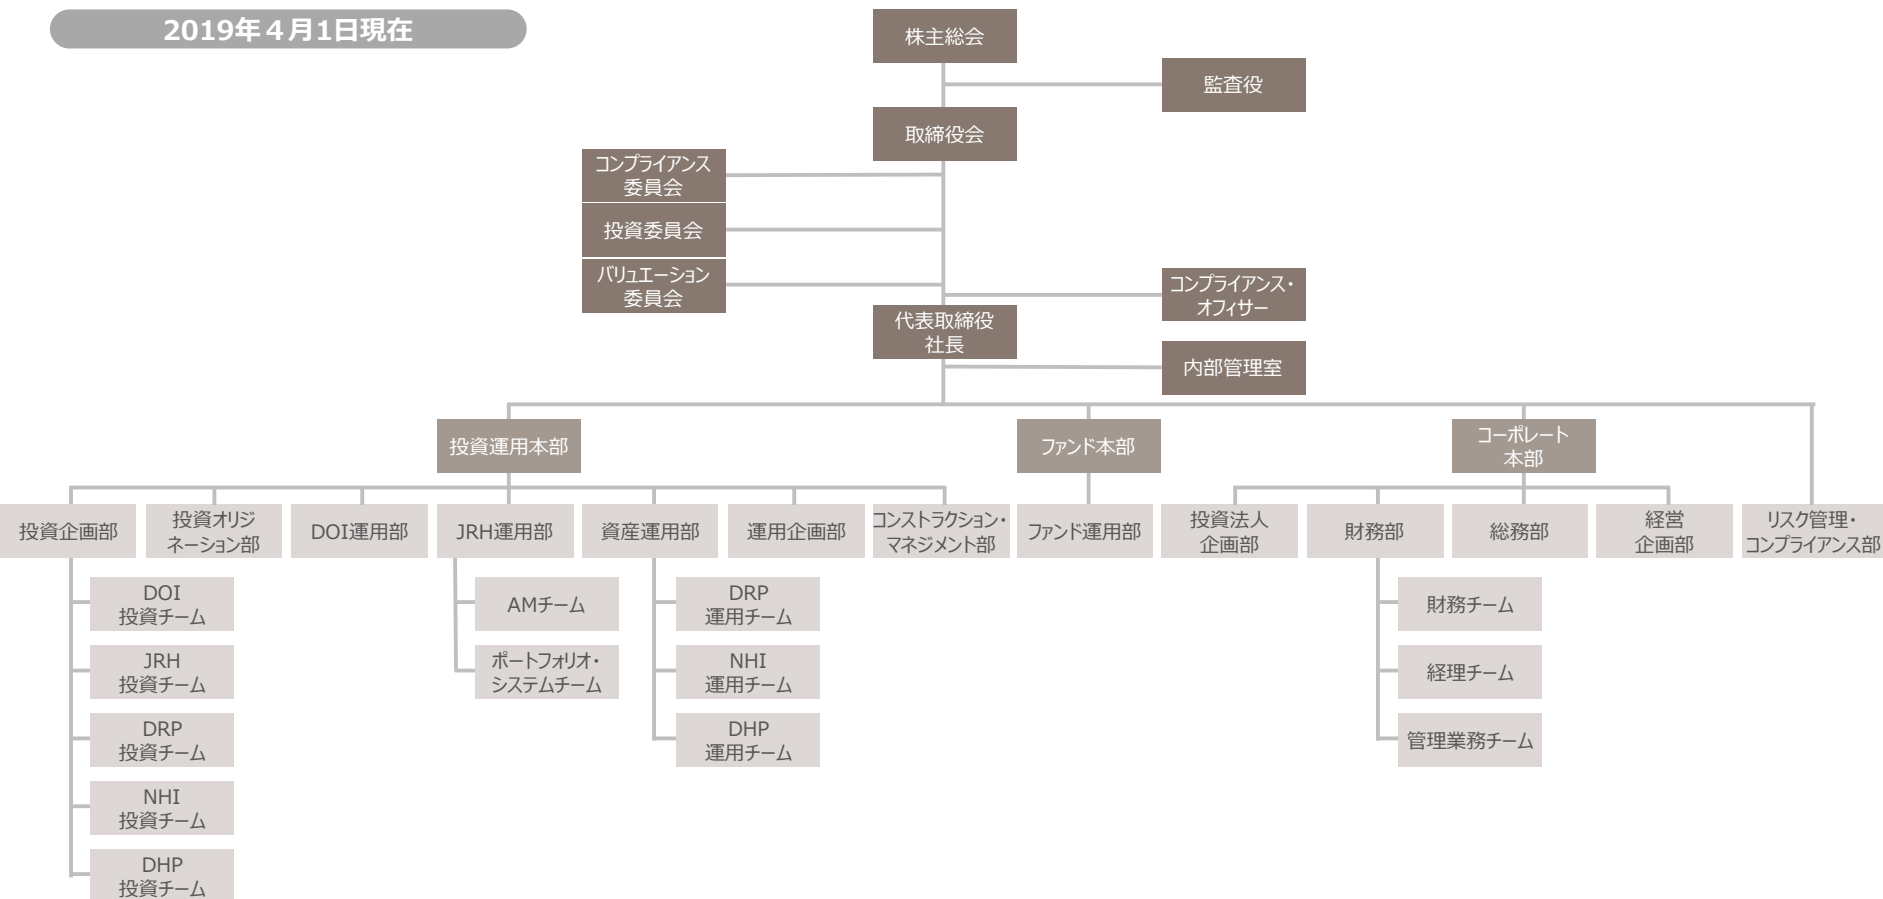 2019年４月1日現在
株主総会
監査役
取締役会
コンプライアンス
委員会
投資委員会
バリュエーション
委員会
コンプライアンス・
オフィサー
代表取締役
社長
内部管理室
投資運用本部
ファンド本部
コーポレート
本部
投資企画部
投資オリジ
ネーション部
DOI運用部
JRH運用部
資産運用部
運用企画部
コンストラクション・
マネジメント部
ファンド運用部
投資法人
企画部
財務部
総務部
経営
企画部
リスク管理・
コンプライアンス部
DOI
投資チーム
JRH
投資チーム
DRP
投資チーム
NHI
投資チーム
DHP
投資チーム
AMチーム
ポートフォリオ・
システムチーム
DRP
運用チーム
NHI
運用チーム
DHP
運用チーム
財務チーム
経理チーム
管理業務チーム